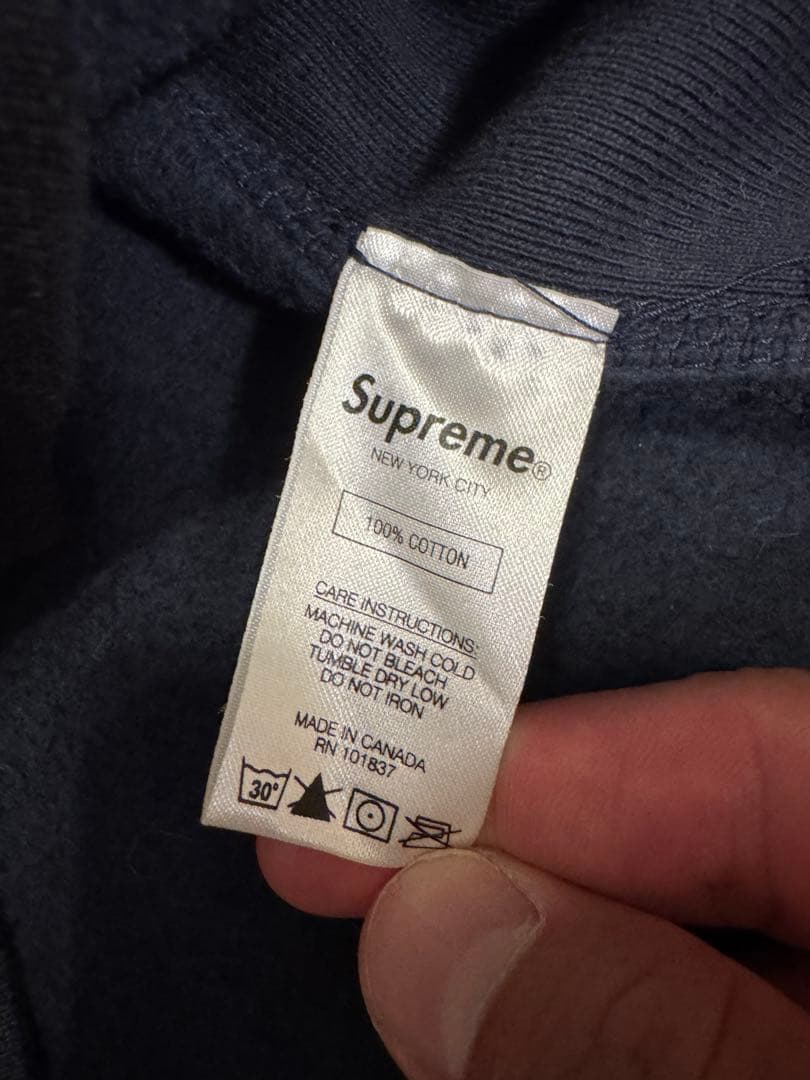 Supreme®
NEW YORK CITY
100% COTTON
CARE INSTRUCTIONS:
MACHINE WASH COLD
DO NOT BLEACH
TUMBLE DRY LOW
DO NOT IRON
MADE IN CANADA
RN 101837
30°